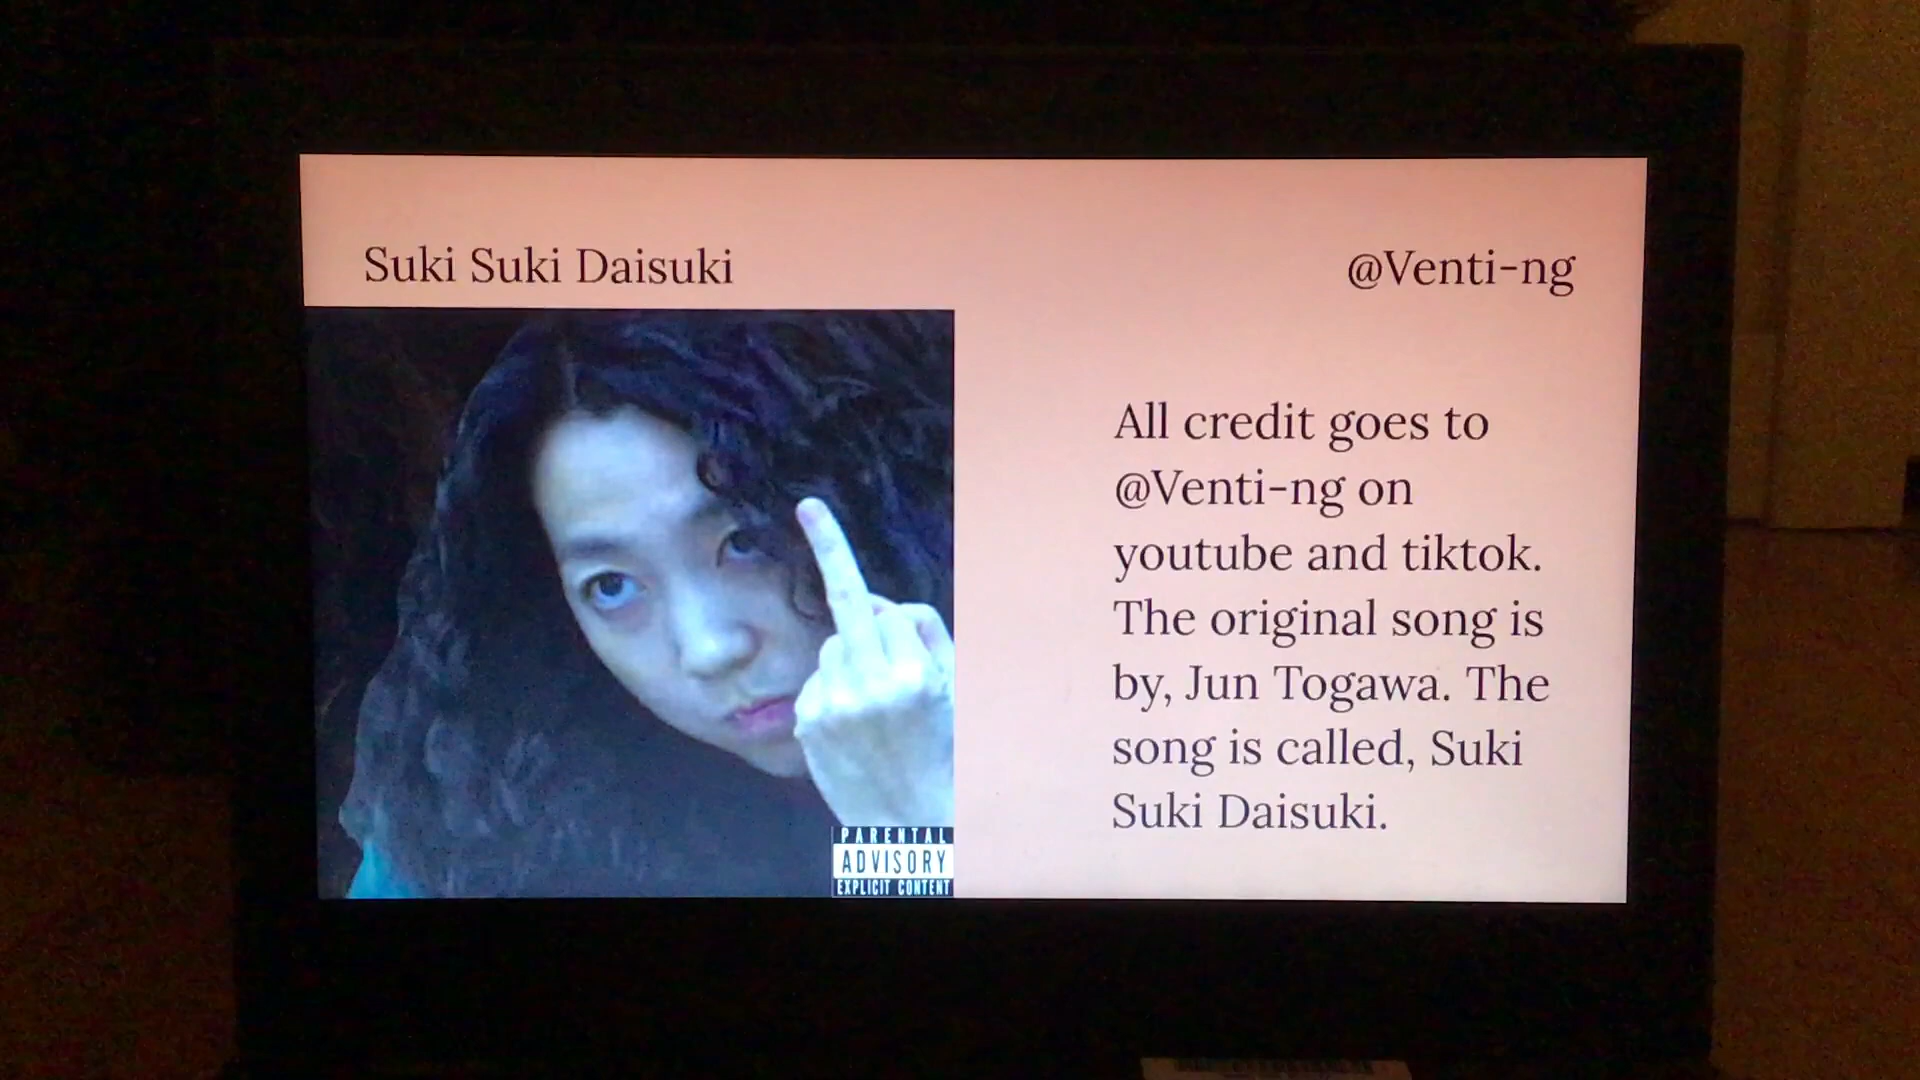 Suki Suki Daisuki
@Venti-ng
All credit goes to
@Venti-ng on
youtube and tiktok.
The original song is
by, Jun Togawa. The
song is called, Suki
Suki Daisuki.
PARENTAL
ADVISORY
EXPLICIT CONTENT